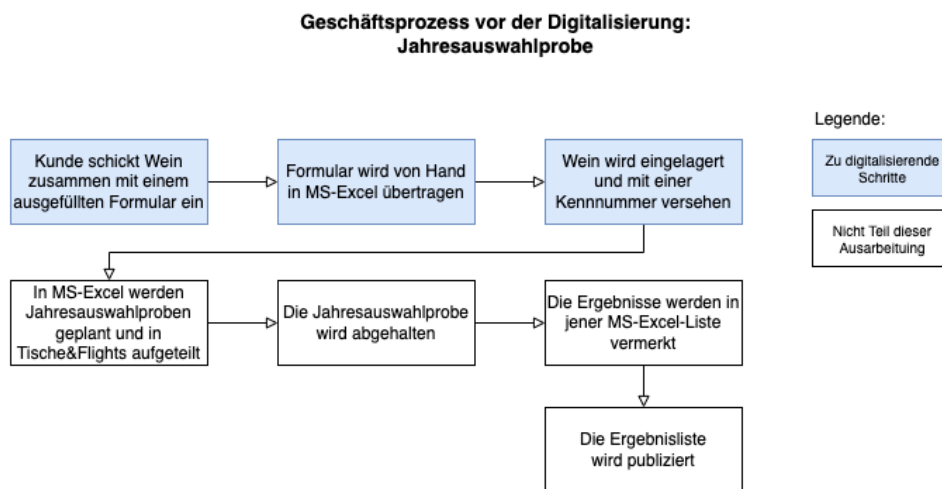 Geschäftsprozess vor der Digitalisierung:
Jahresauswahlprobe
Legende:
Kunde schickt Wein
zusammen mit einem
ausgefüllten Formular ein
Formular wird von Hand
in MS-Excel übertragen
Wein wird eingelagert
und mit einer
Kennnummer versehen
Zu digitalisierende
Schritte
Nicht Teil dieser
Ausarbeituing
In MS-Excel werden
Jahresauswahlproben
geplant und in
Tische&Flights aufgeteilt
Die Jahresauswahlprobe
wird abgehalten
Die Ergebnisse werden in
jener MS-Excel-Liste
vermerkt
Die Ergebnisliste
wird publiziert